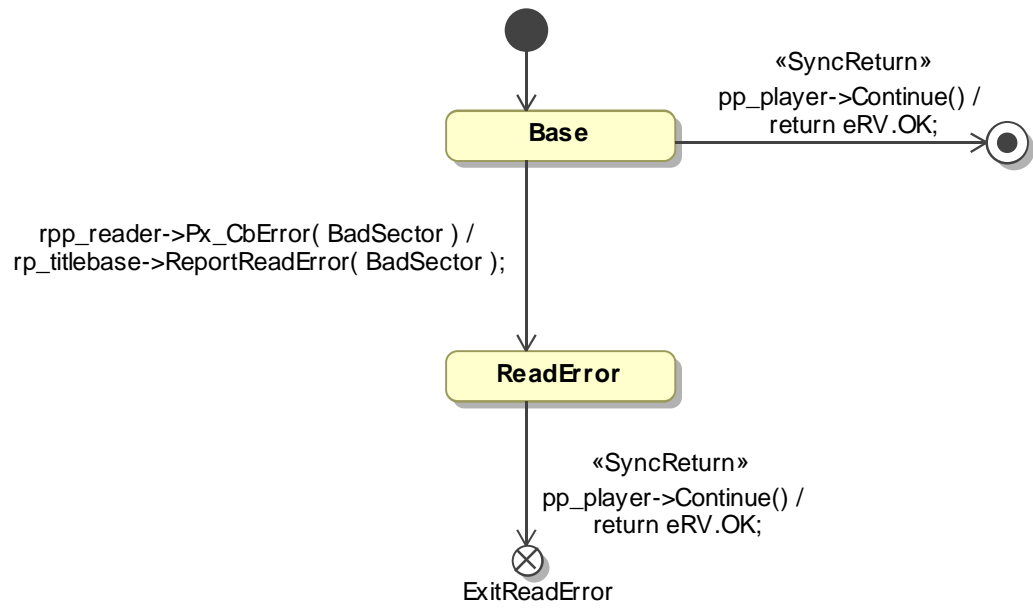 «SyncReturn»
pp_player->Continue() /
return eRV.OK;
Base
rpp_reader->Px_CbError( BadSector ) /
rp_titlebase->ReportReadError( BadSector );
ReadError
«SyncReturn»
pp_player->Continue() /
return eRV.OK;
ExitReadError